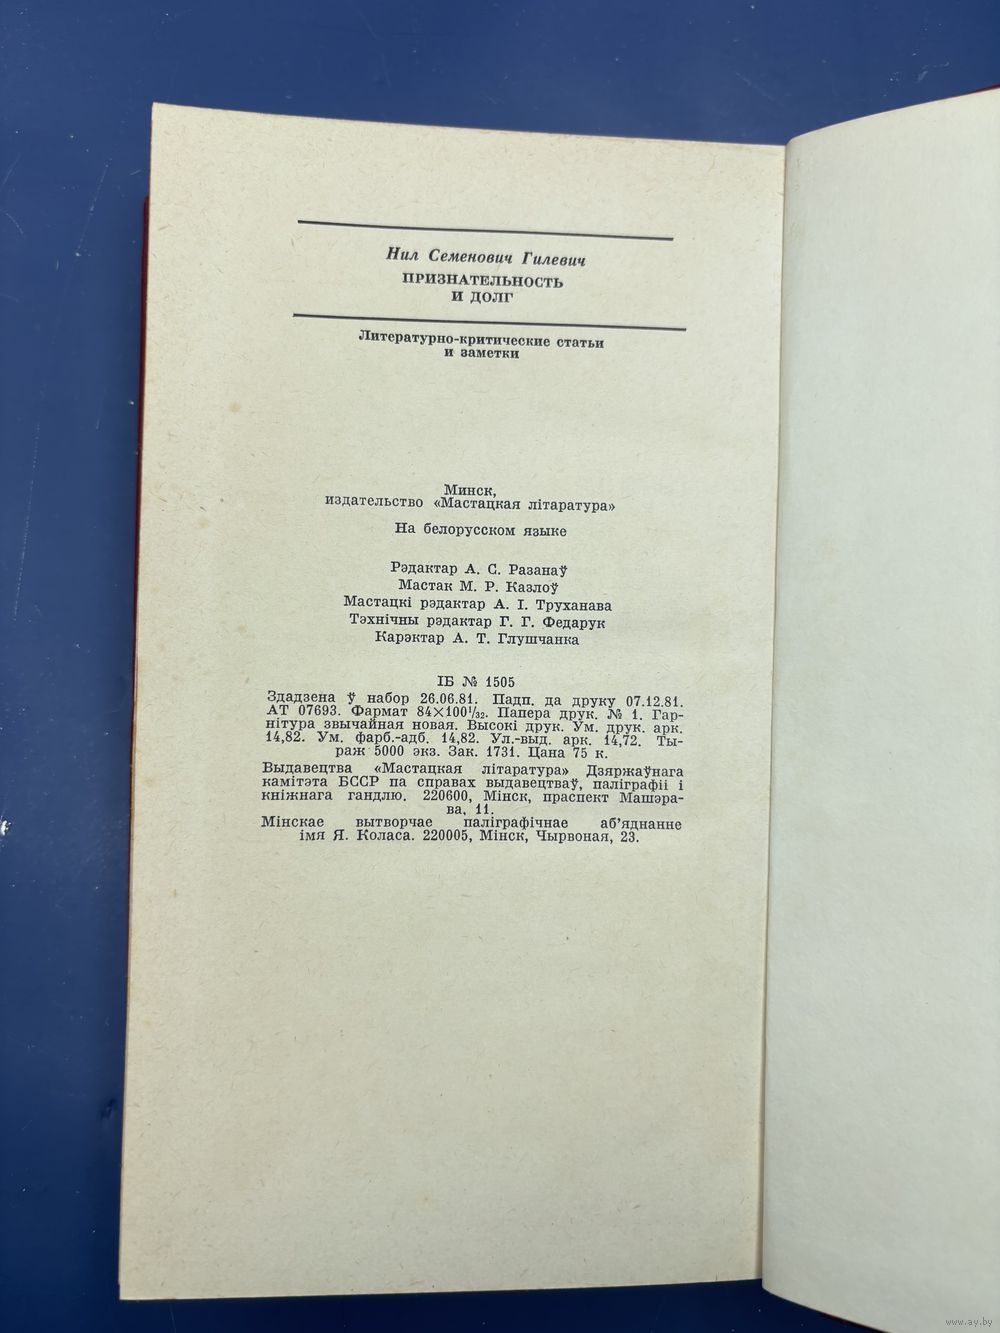 Нил Семенович Гилевич
ПРИЗНАТЕЛЬНОСТЬ
И ДОЛГ
Литературно-критические статьи
и заметки
Минск,
издательство «Мастацкая літаратура»
На белорусском языке
Рэдактар А. С. Разанаў
Мастак М. Р. Казлоў
Мастацкі рэдактар А. І. Труханава
Тэхнічны рэдактар Г. Г. Федарук
Карэктар А. Т. Глушчанка
ІБ № 1505
Здадзена ў набор 26.06.81. Падп. да друку 07.12.81.
АТ 07693. Фармат 84×100¹/₃₂. Папера друк. № 1. Гар-
нітура звычайная новая. Высокі друк. Ум. друк. арк.
14,82. Ум. фарб.-адб. 14,82. Ул.-выд. арк. 14,72. Ты-
раж 5000 экз. Зак. 1731. Цана 75 к.
Выдавецтва «Мастацкая літаратура» Дзяржаўнага
камітэта БССР па справах выдавецтваў, паліграфіі і
кніжнага гандлю. 220600, Мінск, праспект Машэра-
ва, 11.
Мінскае вытворчае паліграфічнае аб'яднанне
імя Я. Коласа. 220005, Мінск, Чырвоная, 23.
www.ay.by